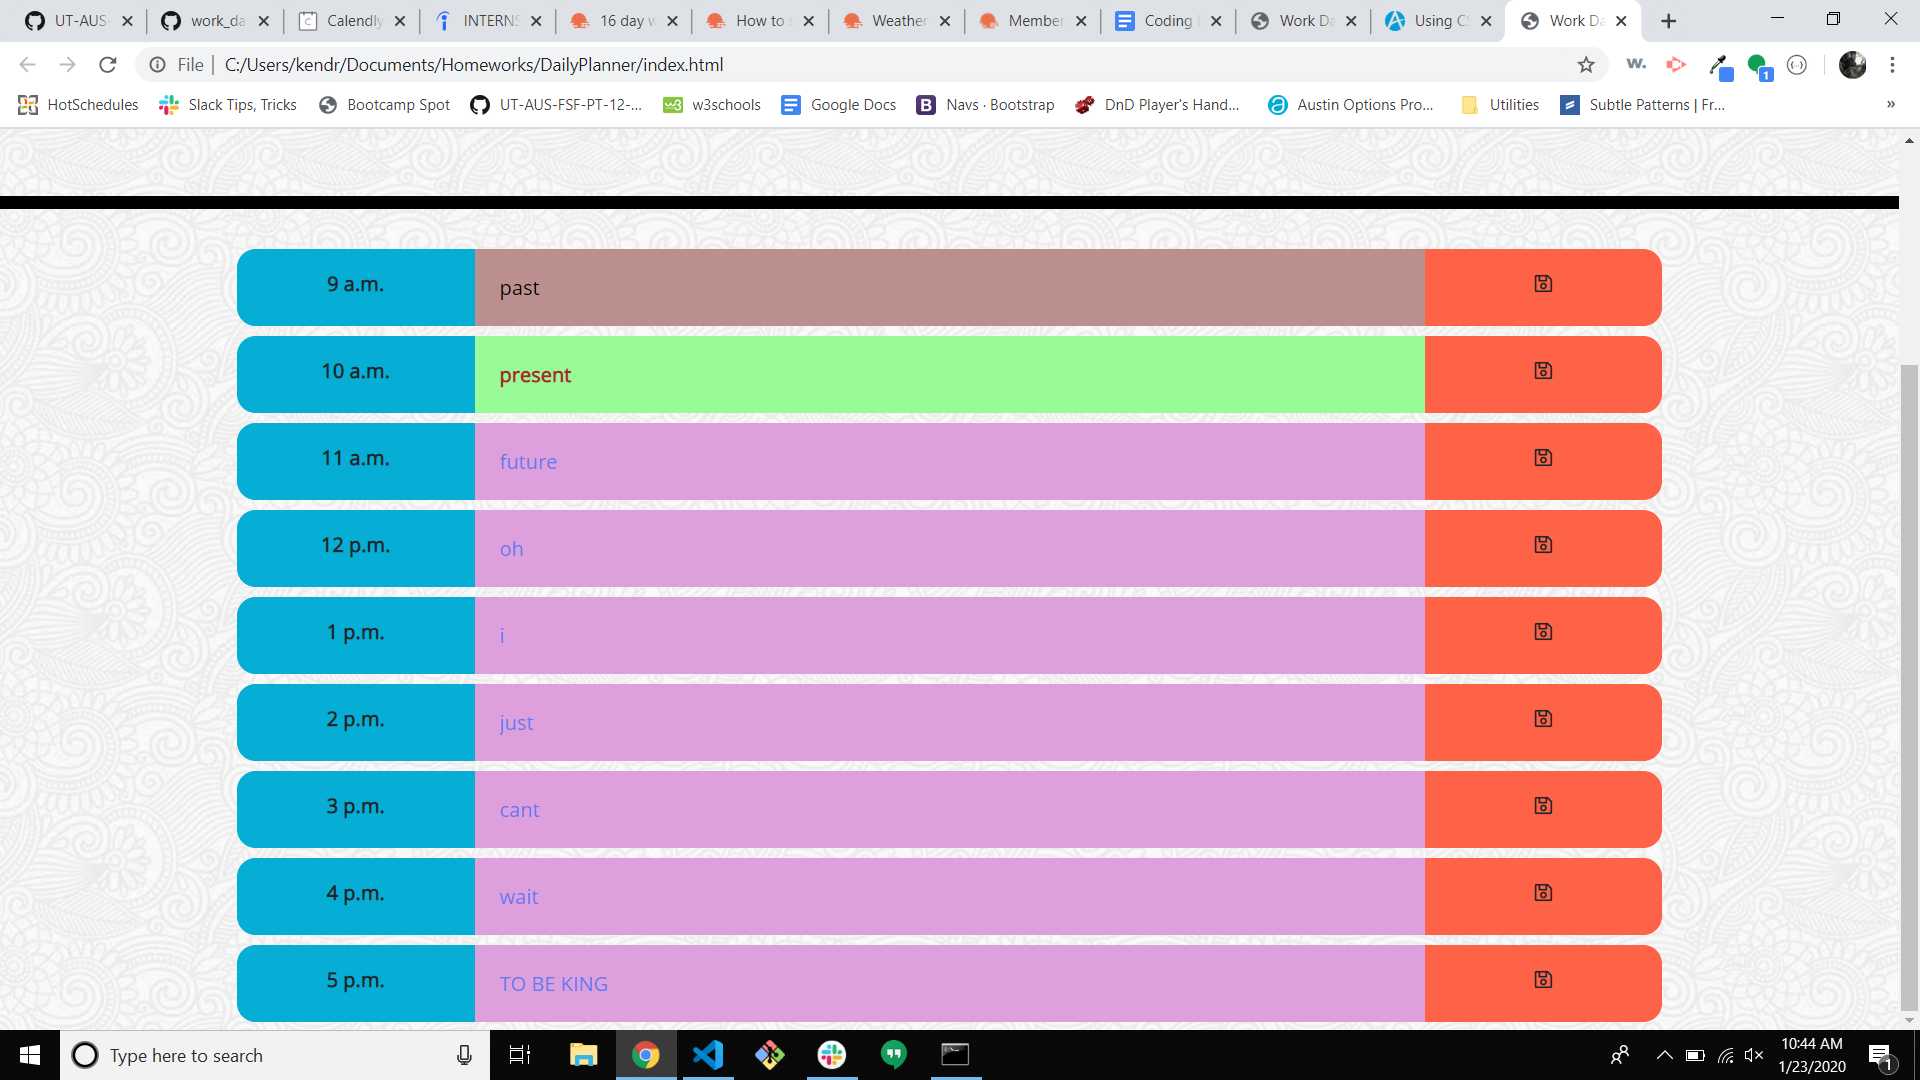 UT-AUS-
work_da
Calendly
INTERNS
16 day w
How to s
Weather
Member
Coding
Work Da
Using CS
Work Da
File | C:/Users/kendr/Documents/Homeworks/DailyPlanner/index.html
w.
1
HotSchedules
Slack Tips, Tricks
Bootcamp Spot
UT-AUS-FSF-PT-12-...
w3schools
Google Docs
B Navs · Bootstrap
DnD Player's Hand...
Austin Options Pro...
Utilities
Subtle Patterns | Fr...
»
9 a.m. past
10 a.m. present
11 a.m. future
12 p.m. oh
1 p.m. i
2 p.m. just
3 p.m. cant
4 p.m. wait
5 p.m. TO BE KING
Type here to search
10:44 AM
1/23/2020
1